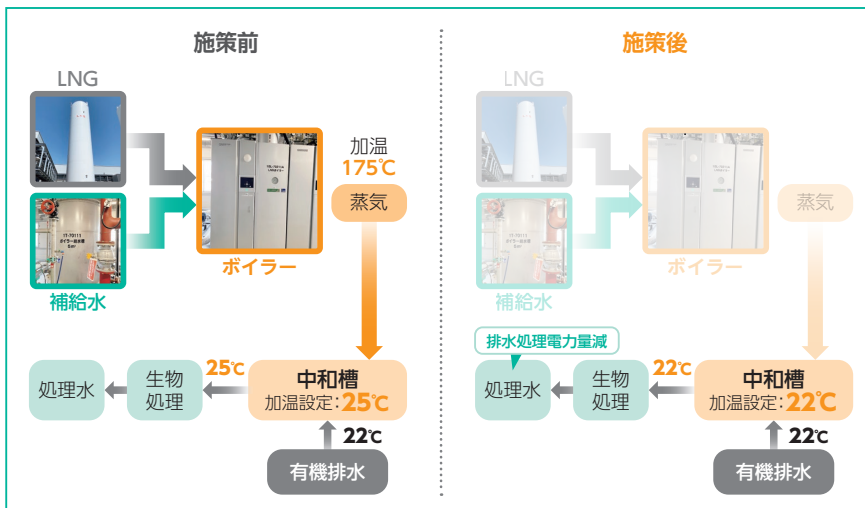 施策前
LNG
加温
175℃
蒸気
ボイラー
補給水
処理水
生物
処理
25℃
中和槽
加温設定:25℃
22℃
有機排水
施策後
LNG
蒸気
ボイラー
補給水
排水処理電力量減
処理水
生物
処理
22℃
中和槽
加温設定:22℃
22℃
有機排水